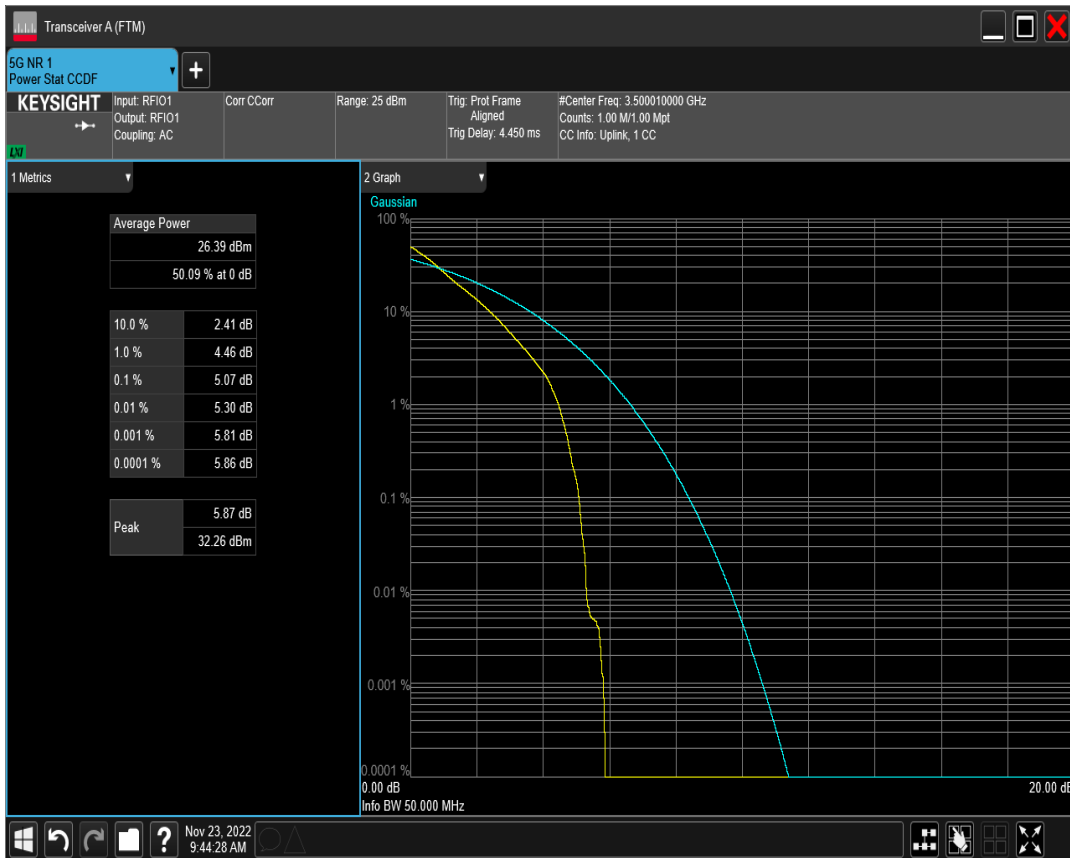 Transceiver A (FTM)
5G NR 1
Power Stat CCDF
+
KEYSIGHT
LXI
Input: RFIO1
Output: RFIO1
Coupling: AC
Corr CCorr
Range: 25 dBm
Trig: Prot Frame
Aligned
Trig Delay: 4.450 ms
#Center Freq: 3.500010000 GHz
Counts: 1.00 M/1.00 Mpt
CC Info: Uplink, 1 CC
1 Metrics
Average Power
26.39 dBm
50.09 % at 0 dB
10.0 % 2.41 dB
1.0 % 4.46 dB
0.1 % 5.07 dB
0.01 % 5.30 dB
0.001 % 5.81 dB
0.0001 % 5.86 dB
Peak 5.87 dB
32.26 dBm
2 Graph
Gaussian
100 %
10 %
1 %
0.1 %
0.01 %
0.001 %
0.0001 %
0.00 dB 20.00 dB
Info BW 50.000 MHz
?
Nov 23, 2022
9:44:28 AM